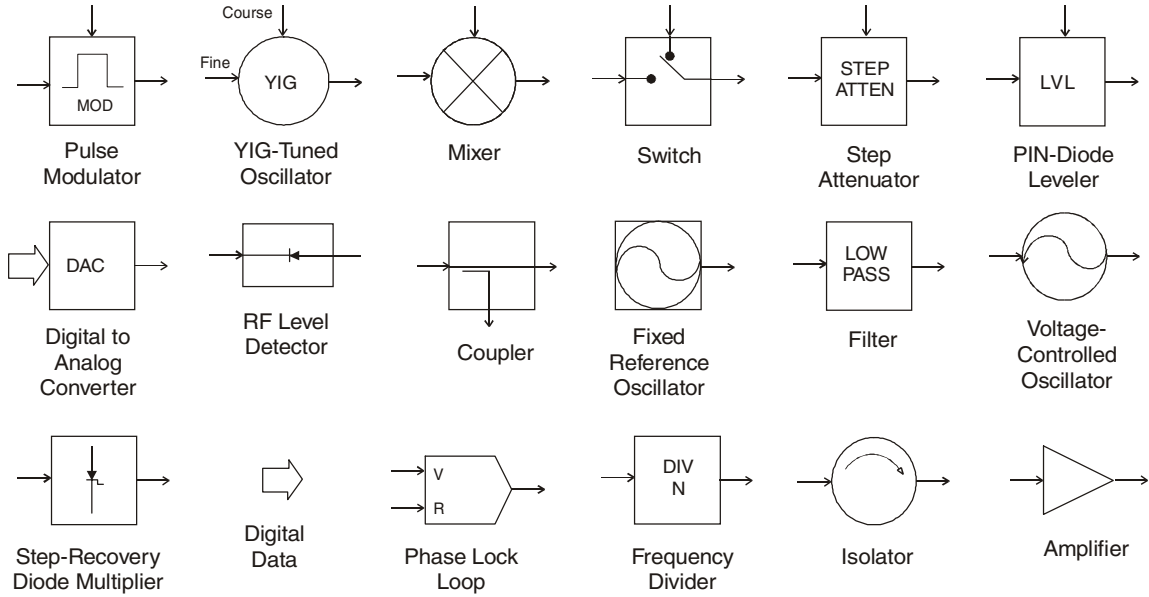 Course
Fine
MOD
YIG
STEP
ATTEN
LVL
Pulse
Modulator
YIG-Tuned
Oscillator
Mixer
Switch
Step
Attenuator
PIN-Diode
Leveler
DAC
LOW
PASS
Digital to
Analog
Converter
RF Level
Detector
Coupler
Fixed
Reference
Oscillator
Filter
Voltage-
Controlled
Oscillator
V
R
DIV
N
Step-Recovery
Diode Multiplier
Digital
Data
Phase Lock
Loop
Frequency
Divider
Isolator
Amplifier